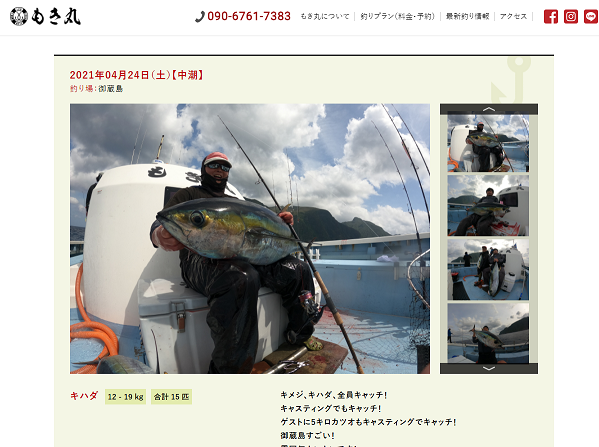 もき丸
090-6761-7383
もき丸について
釣りプラン(料金・予約)
最新釣り情報
アクセス
2021年04月24日(土)【中潮】
釣り場:御蔵島
キハダ
12 - 19 kg
合計 15 匹
キメジ、キハダ、全員キャッチ!
キャスティングでもキャッチ!
ゲストに5キロカツオもキャスティングでキャッチ!
御蔵島すごい!